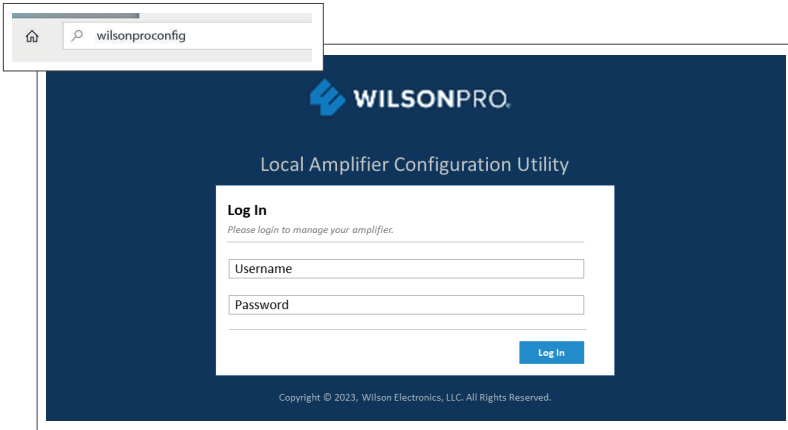 wilsonproconfig
WILSONPRO®
Local Amplifier Configuration Utility
Log In
Please login to manage your amplifier.
Username
Password
Log In
Copyright © 2023, Wilson Electronics, LLC. All Rights Reserved.